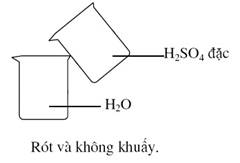 H₂SO₄ đặc
H₂O
Rót và không khuấy.